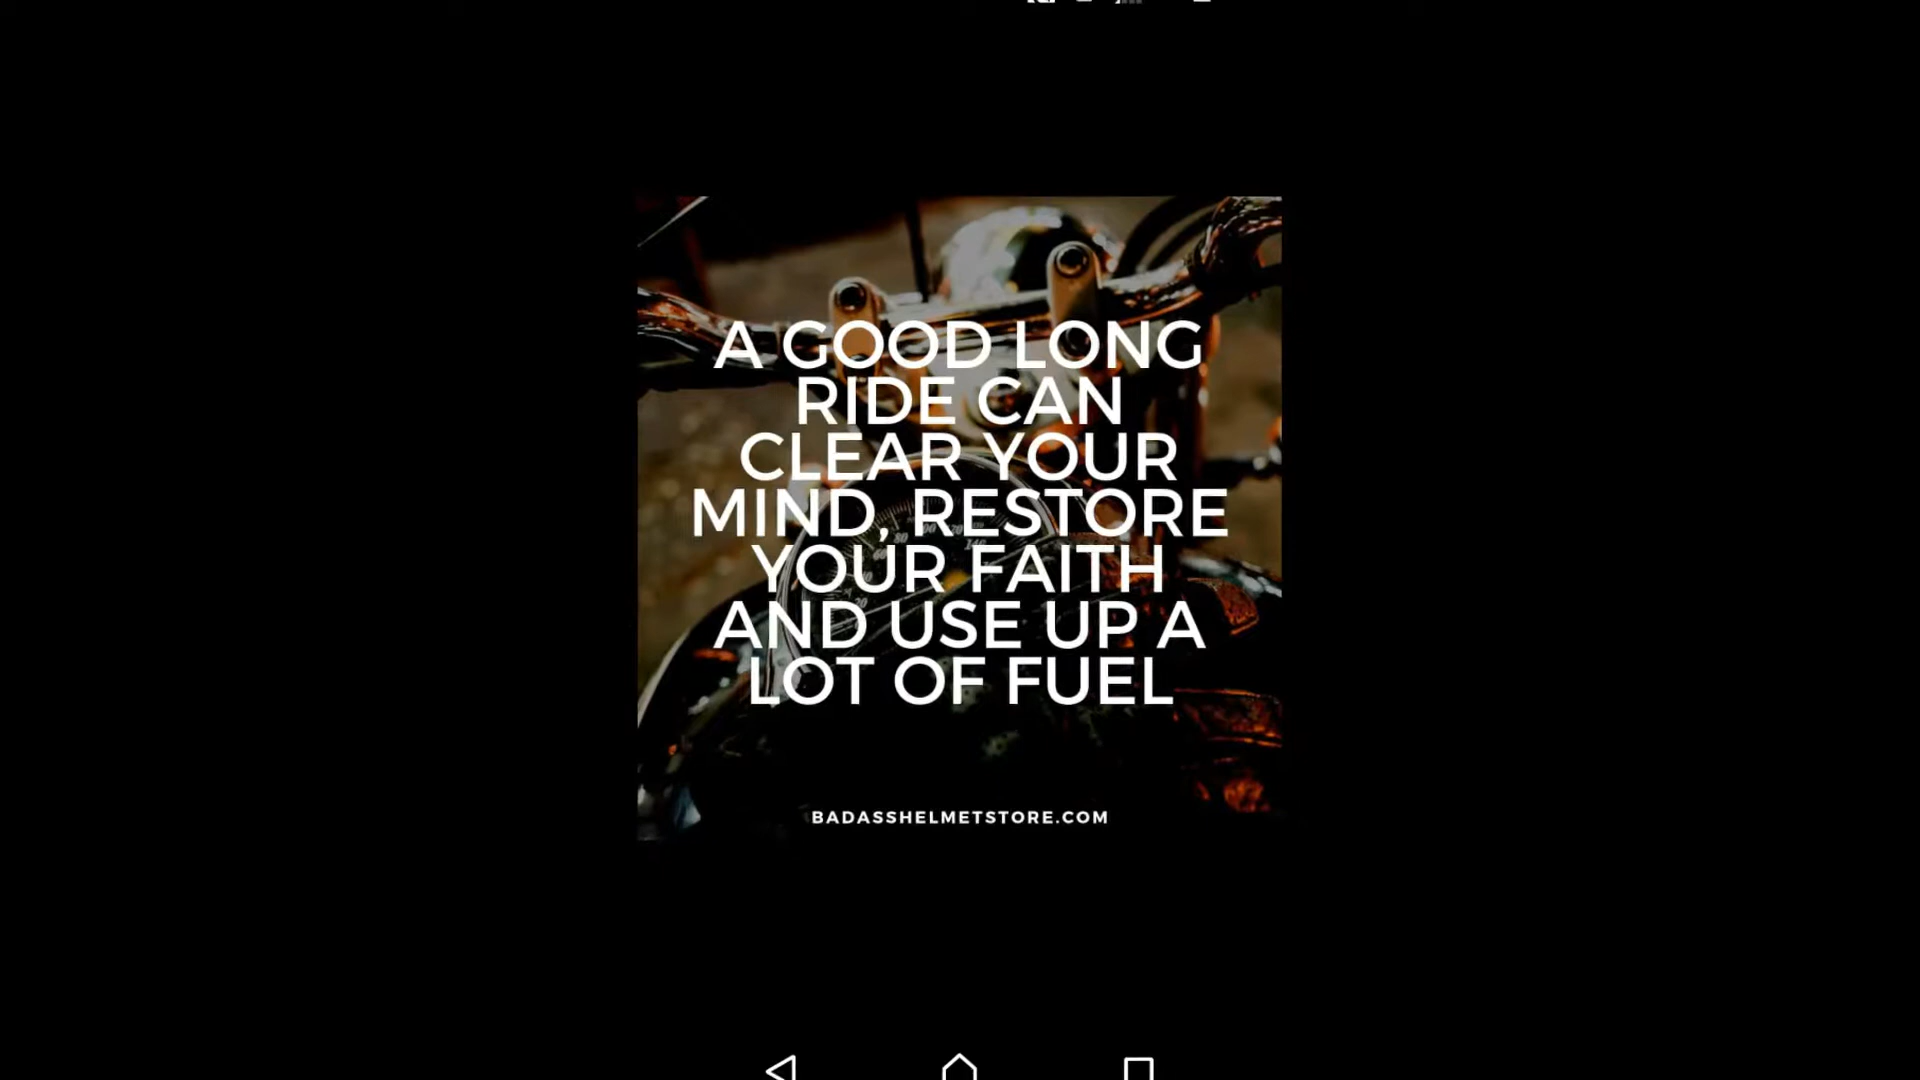 A GOOD LONG
RIDE CAN
CLEAR YOUR
MIND, RESTORE
YOUR FAITH
AND USE UP A
LOT OF FUEL
BADASSHELMETSTORE.COM